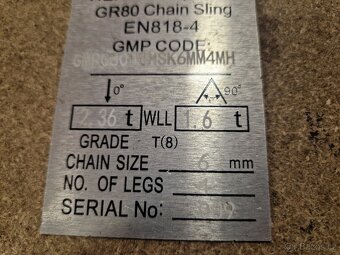 GR80 Chain Sling
EN818-4
GMP CODE:
0° 90°
2.36 t WLL 1.6 t
GRADE T(8)
CHAIN SIZE 6 mm
NO. OF LEGS 1
SERIAL No: